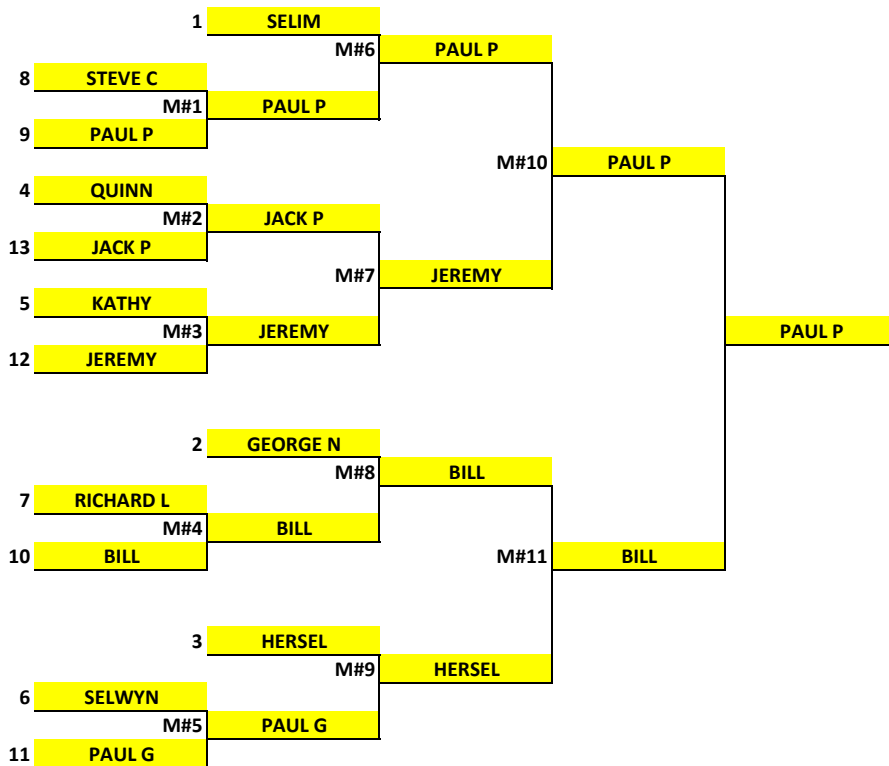 1 SELIM
M#6 PAUL P
8 STEVE C
M#1 PAUL P
9 PAUL P
M#10 PAUL P
4 QUINN
M#2 JACK P
13 JACK P
M#7 JEREMY
5 KATHY
M#3 JEREMY PAUL P
12 JEREMY
2 GEORGE N
M#8 BILL
7 RICHARD L
M#4 BILL
10 BILL M#11 BILL
3 HERSEL
M#9 HERSEL
6 SELWYN
M#5 PAUL G
11 PAUL G